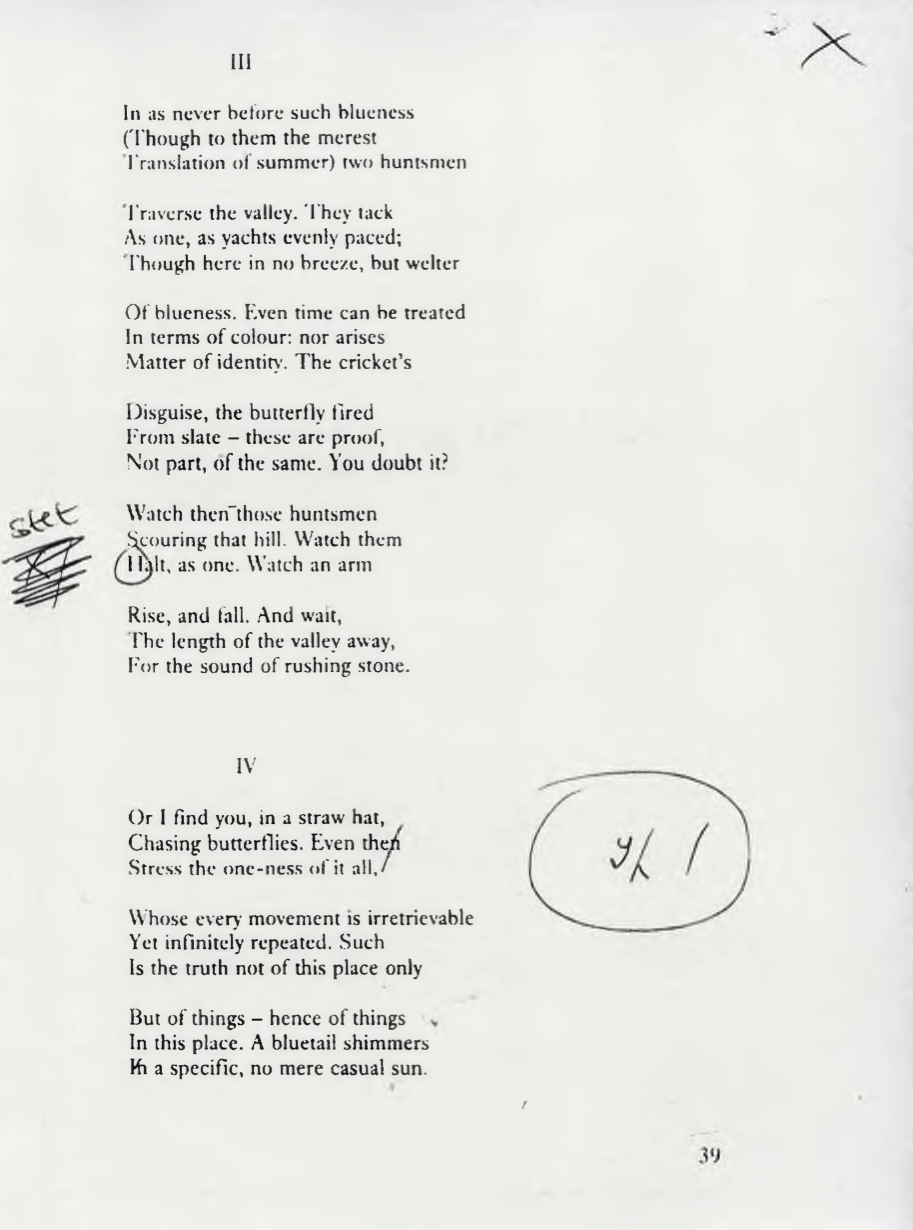 III
In as never before such blueness
(Though to them the merest
Translation of summer) two huntsmen
Traverse the valley. They tack
As one, as yachts evenly paced;
Though here in no breeze, but welter
Of blueness. Even time can be treated
In terms of colour: nor arises
Matter of identity. The cricket's
Disguise, the butterfly fired
From slate – these are proof,
Not part, of the same. You doubt it?
stet
Watch then those huntsmen
Scouring that hill. Watch them
Halt, as one. Watch an arm
Rise, and fall. And wait,
The length of the valley away,
For the sound of rushing stone.
IV
Or I find you, in a straw hat,
Chasing butterflies. Even then
Stress the one-ness of it all,
Whose every movement is irretrievable
Yet infinitely repeated. Such
Is the truth not of this place only
But of things – hence of things
In this place. A bluetail shimmers
In a specific, no mere casual sun.
39